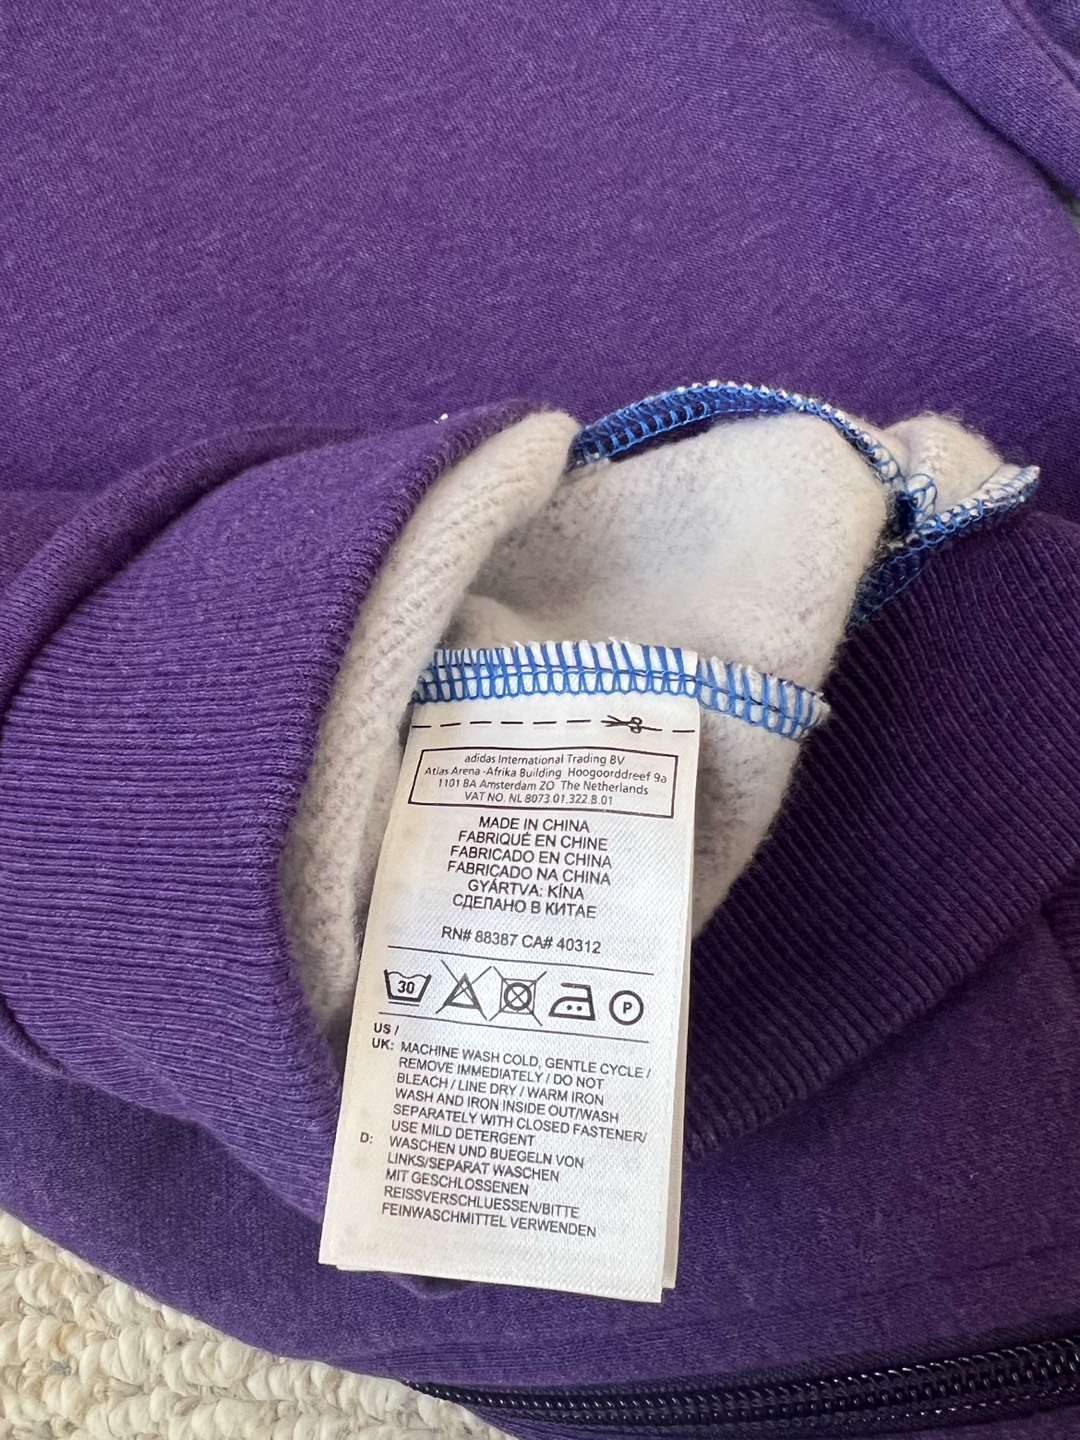 adidas International Trading BV
Atlas Arena -Afrika Building Hoogoorddreef 9a
1101 BA Amsterdam ZO The Netherlands
VAT NO. NL 8073.01.322.B.01
MADE IN CHINA
FABRIQUÉ EN CHINE
FABRICADO EN CHINA
FABRICADO NA CHINA
GYÁRTVA: KÍNA
СДЕЛАНО В КИТАЕ
RN# 88387 CA# 40312
30 P
US /
UK: MACHINE WASH COLD, GENTLE CYCLE /
REMOVE IMMEDIATELY / DO NOT
BLEACH / LINE DRY / WARM IRON
WASH AND IRON INSIDE OUT/WASH
SEPARATELY WITH CLOSED FASTENER/
USE MILD DETERGENT
D: WASCHEN UND BUEGELN VON
LINKS/SEPARAT WASCHEN
MIT GESCHLOSSENEN
REISSVERSCHLUESSEN/BITTE
FEINWASCHMITTEL VERWENDEN